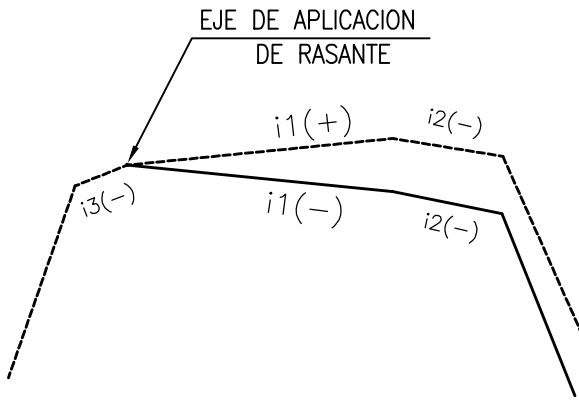 EJE DE APLICACION
DE RASANTE
i1(+)
i2(-)
i3(-)
i1(-)
i2(-)